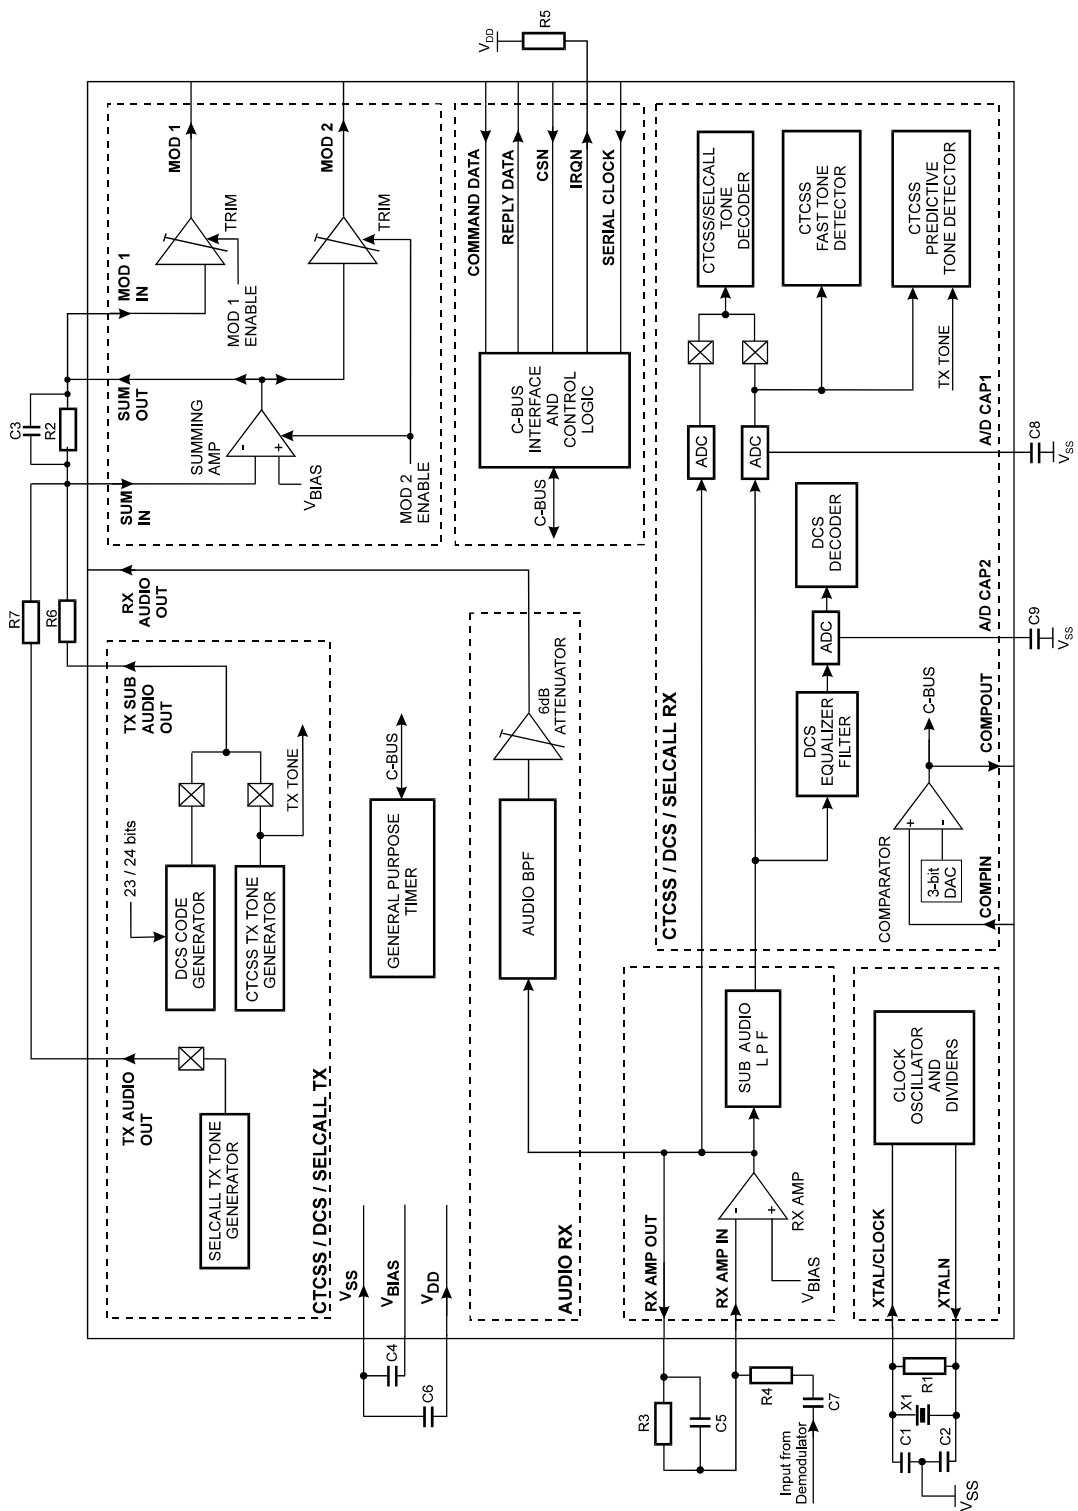 CTCSS / DCS / SELCALL TX
SELCALL TX TONE
GENERATOR
TX AUDIO
OUT
DCS CODE
GENERATOR
23 / 24 bits
CTCSS TX TONE
GENERATOR
TX TONE
TX SUB
AUDIO
OUT
R7
R6
C3
R2
SUM
IN
SUM
OUT
SUMMING
AMP
VBIAS
MOD 2
ENABLE
MOD 1
IN
MOD 1
ENABLE
TRIM
MOD 1
TRIM
MOD 2
VSS
VBIAS
VDD
C4
C6
GENERAL PURPOSE
TIMER
C-BUS
AUDIO RX
AUDIO BPF
6dB
ATTENUATOR
RX
AUDIO
OUT
C-BUS
C-BUS
INTERFACE
AND
CONTROL
LOGIC
COMMAND DATA
REPLY DATA
CSN
IRQN
SERIAL CLOCK
VDD
R5
R3
C5
R4
C7
Input from
Demodulator
RX AMP OUT
RX AMP IN
RX AMP
VBIAS
SUB AUDIO
L P F
CTCSS / DCS / SELCALL RX
ADC
ADC
CTCSS/SELCALL
TONE
DECODER
CTCSS
FAST TONE
DETECTOR
CTCSS
PREDICTIVE
TONE DETECTOR
TX TONE
DCS
EQUALIZER
FILTER
ADC
DCS
DECODER
A/D CAP1
C8
VSS
A/D CAP2
C9
VSS
COMPARATOR
3-bit
DAC
C-BUS
COMPIN
COMPOUT
XTAL/CLOCK
XTALN
CLOCK
OSCILLATOR
AND
DIVIDERS
C1
X1
R1
C2
VSS
+
-
+
-
+
-